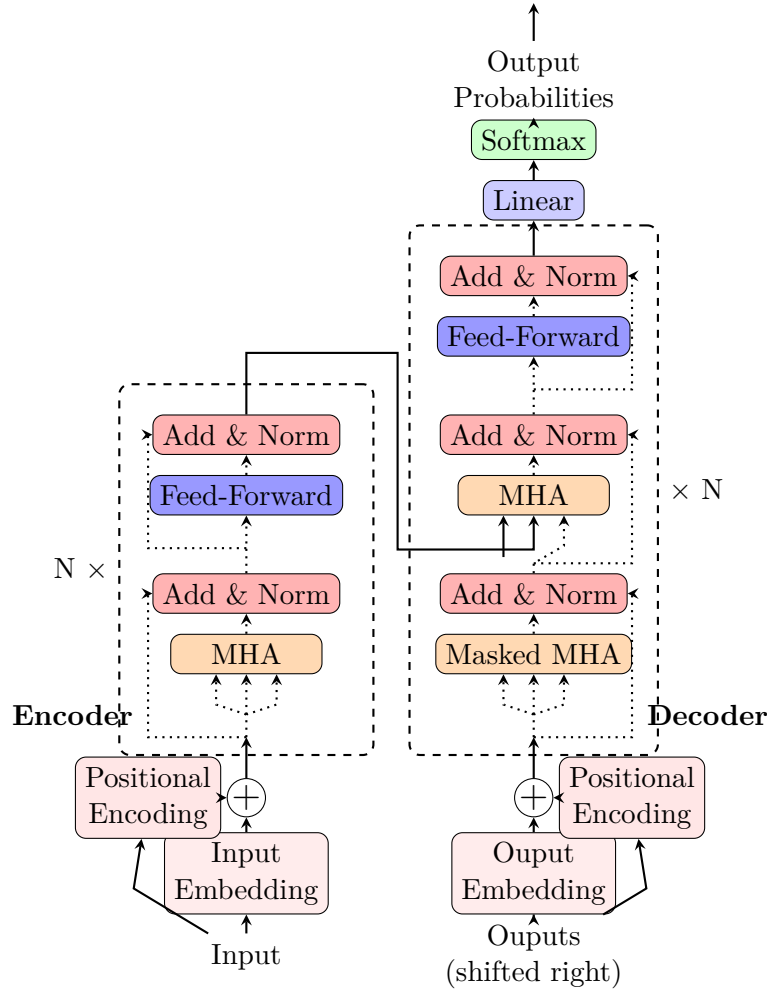 Output
Probabilities
Softmax
Linear
Add & Norm
Feed-Forward
Add & Norm
MHA
× N
Add & Norm
Masked MHA
Decoder
Add & Norm
Feed-Forward
N ×
Add & Norm
MHA
Encoder
Positional
Encoding
+
Input
Embedding
Input
+
Positional
Encoding
Ouput
Embedding
Ouputs
(shifted right)